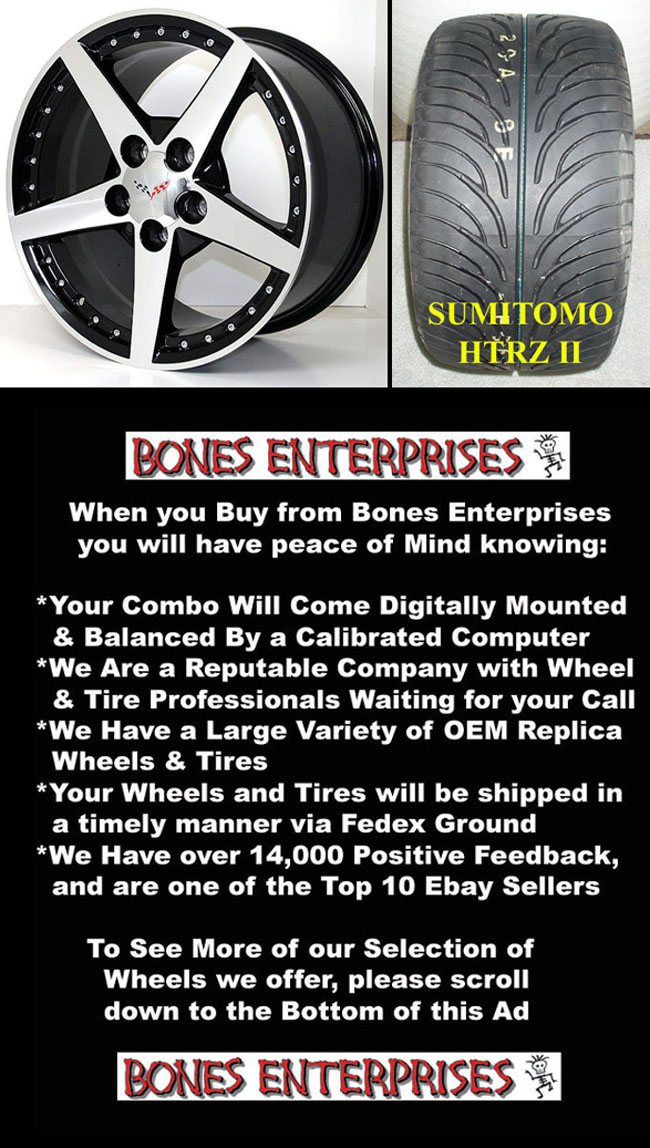 SUMITOMO
HTRZ II
BONES ENTERPRISES
When you Buy from Bones Enterprises
you will have peace of Mind knowing:
*Your Combo Will Come Digitally Mounted
& Balanced By a Calibrated Computer
*We Are a Reputable Company with Wheel
& Tire Professionals Waiting for your Call
*We Have a Large Variety of OEM Replica
Wheels & Tires
*Your Wheels and Tires will be shipped in
a timely manner via Fedex Ground
*We Have over 14,000 Positive Feedback,
and are one of the Top 10 Ebay Sellers
To See More of our Selection of
Wheels we offer, please scroll
down to the Bottom of this Ad
BONES ENTERPRISES